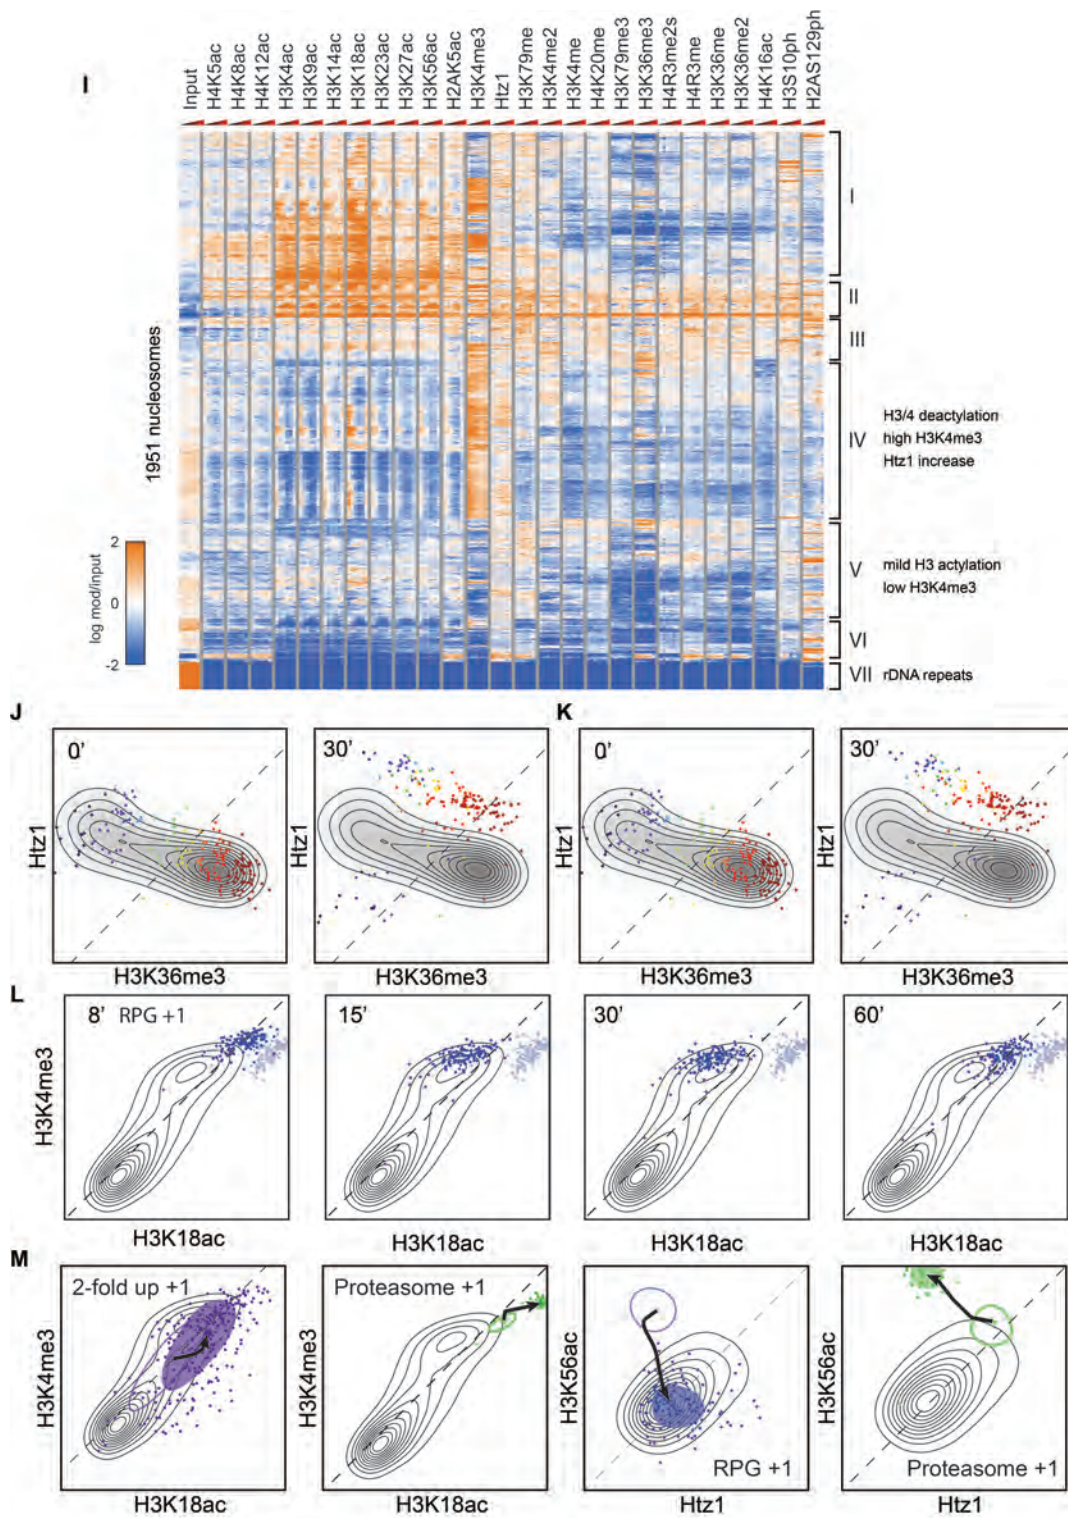 I
Input
H4K5ac
H4K8ac
H4K12ac
H3K4ac
H3K9ac
H3K14ac
H3K18ac
H3K23ac
H3K27ac
H3K56ac
H2AK5ac
H3K4me3
Htz1
H3K79me
H3K4me2
H3K4me
H4K20me
H3K79me3
H3K36me3
H4R3me2s
H4R3me
H3K36me
H3K36me2
H4K16ac
H3S10ph
H2AS129ph
1951 nucleosomes
I
II
III
IV
H3/4 deactylation
high H3K4me3
Htz1 increase
V
mild H3 actylation
low H3K4me3
VI
VII rDNA repeats
log mod/input
2
0
-2
J
K
0'
30'
0'
30'
Htz1
Htz1
Htz1
Htz1
H3K36me3
H3K36me3
H3K36me3
H3K36me3
L
8' RPG +1
15'
30'
60'
H3K4me3
H3K18ac
H3K18ac
H3K18ac
H3K18ac
M
2-fold up +1
Proteasome +1
H3K4me3
H3K4me3
H3K56ac
H3K56ac
RPG +1
Proteasome +1
H3K18ac
H3K18ac
Htz1
Htz1